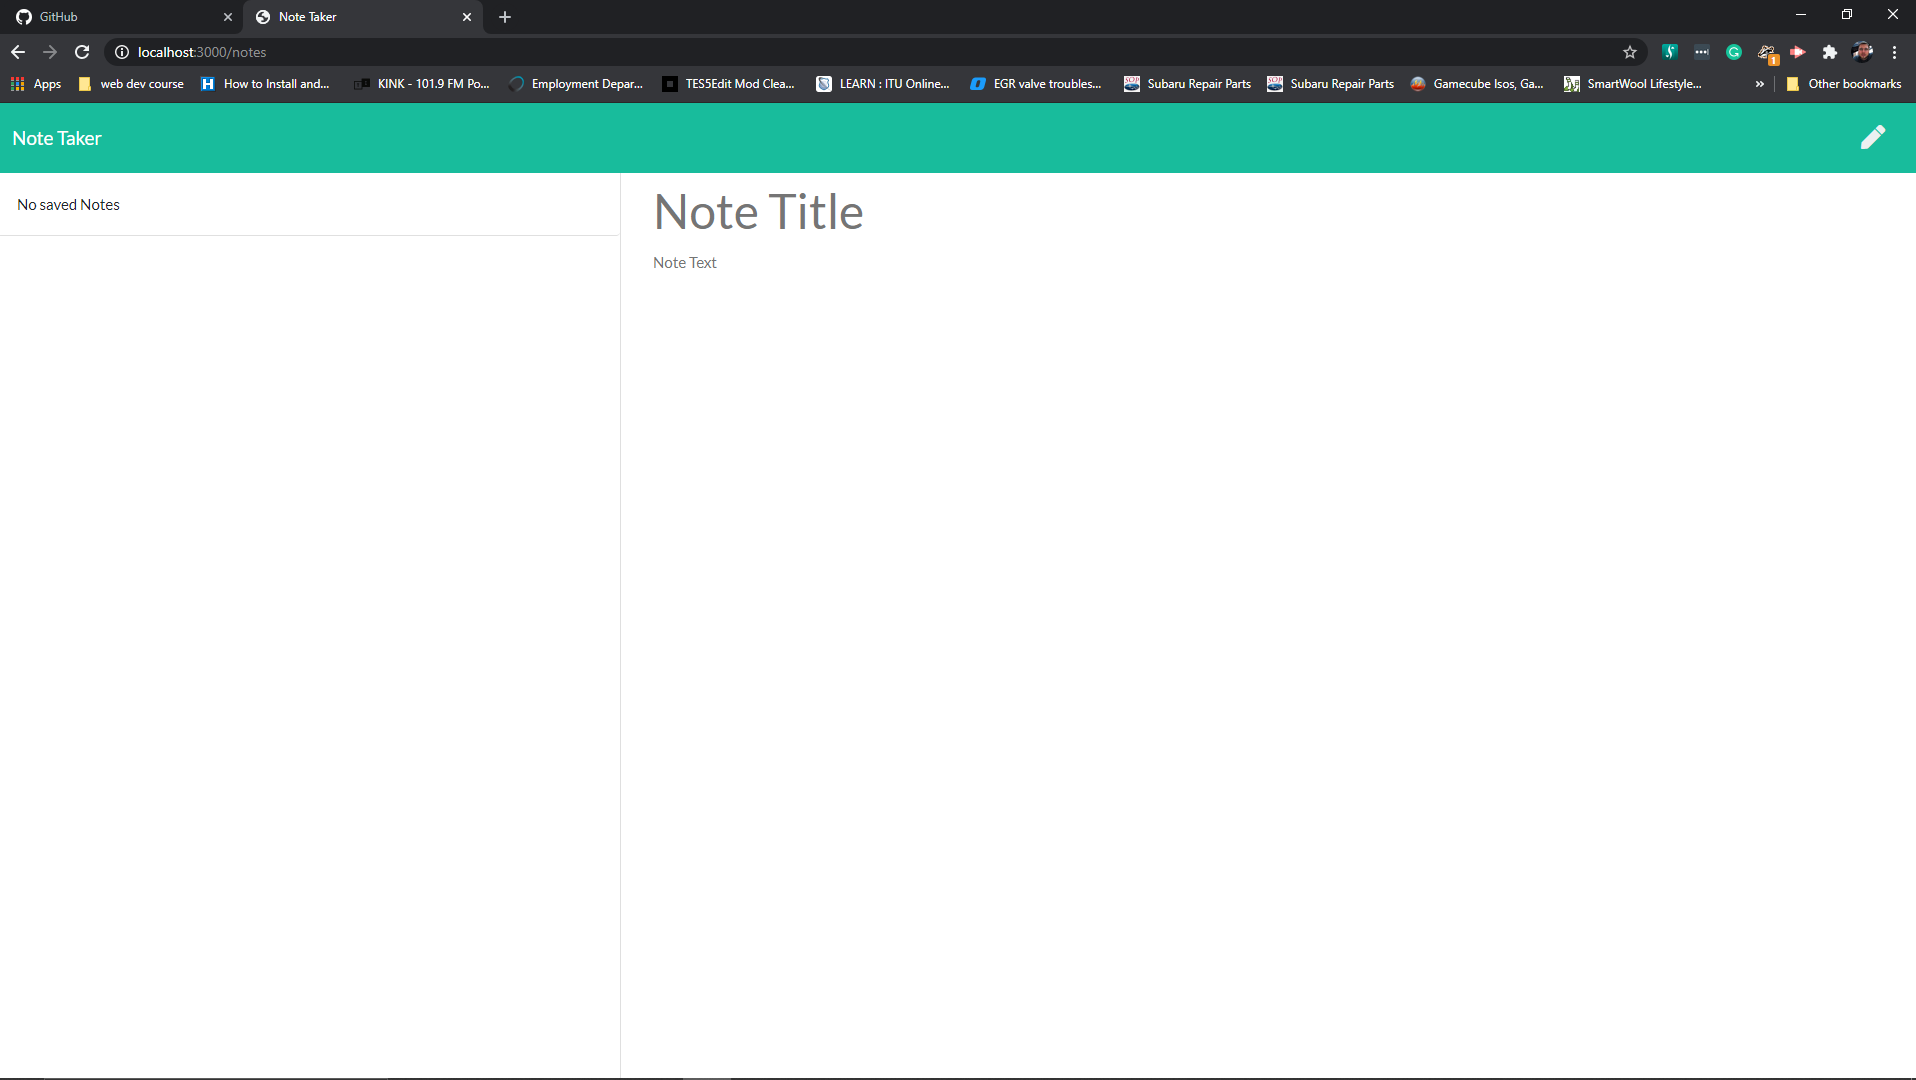 GitHub
Note Taker
localhost:3000/notes
1
Apps
web dev course
How to Install and...
KINK - 101.9 FM Po...
Employment Depar...
TES5Edit Mod Clea...
LEARN : ITU Online...
EGR valve troubles...
Subaru Repair Parts
Subaru Repair Parts
Gamecube Isos, Ga...
SmartWool Lifestyle...
»
Other bookmarks
Note Taker
No saved Notes
Note Title
Note Text